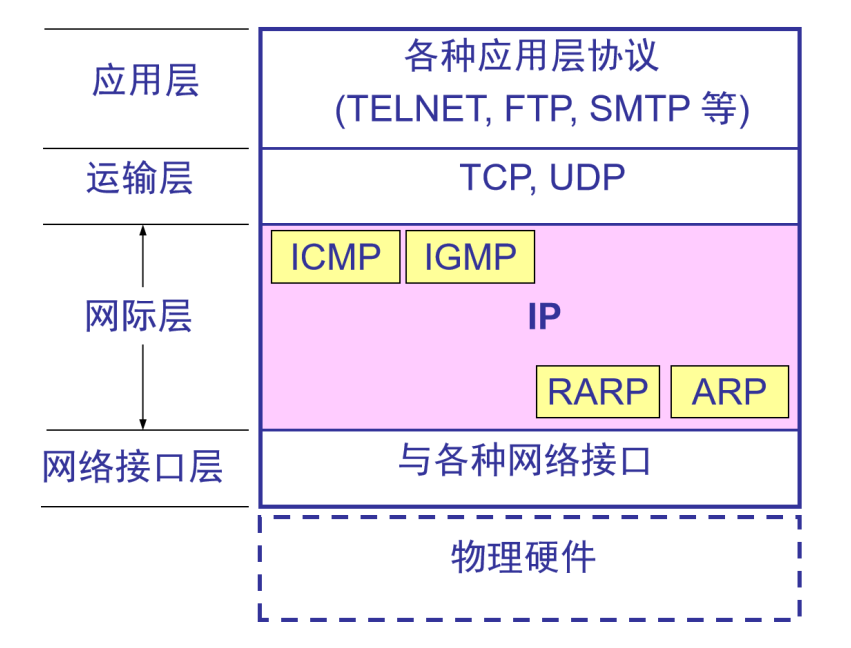 应用层
各种应用层协议
(TELNET, FTP, SMTP 等)
运输层
TCP, UDP
ICMP
IGMP
网际层
IP
RARP
ARP
网络接口层
与各种网络接口
物理硬件